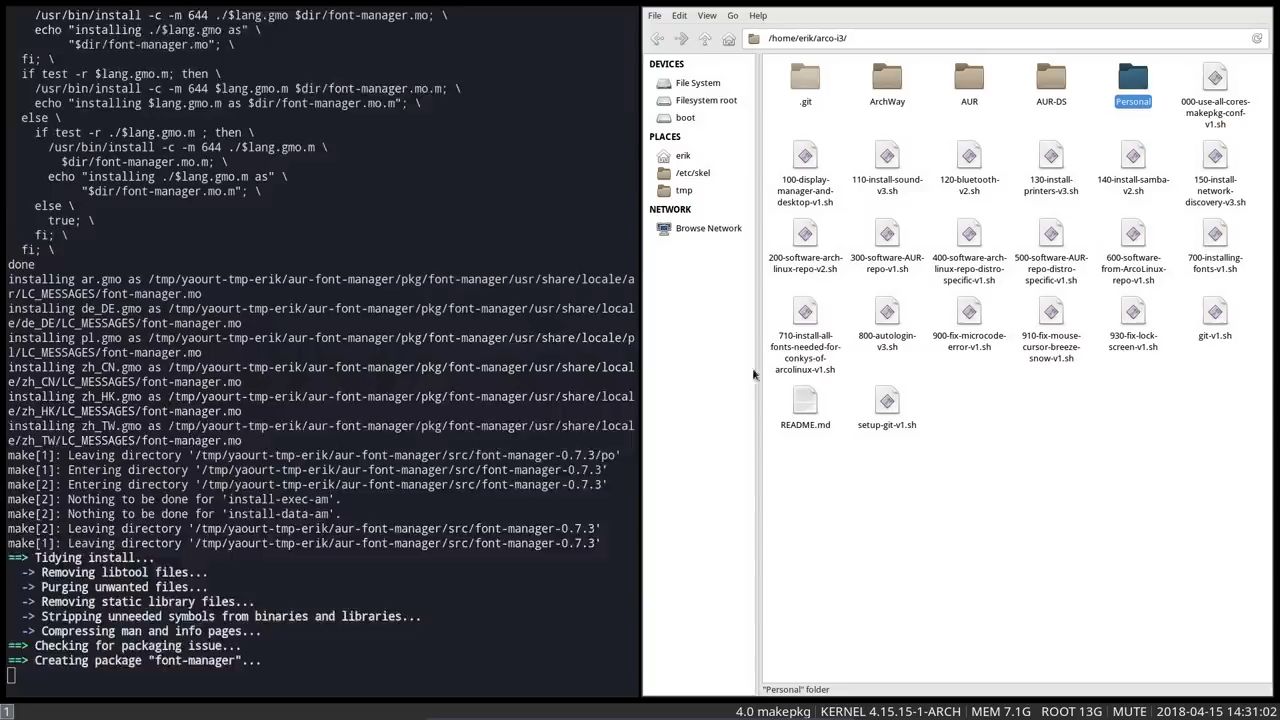 /usr/bin/install -c -m 644 ./$lang.gmo $dir/font-manager.mo; \
echo "installing ./$lang.gmo as" \
"$dir/font-manager.mo"; \
fi; \
if test -r $lang.gmo.m; then \
/usr/bin/install -c -m 644 $lang.gmo.m $dir/font-manager.mo.m; \
echo "installing $lang.gmo.m as $dir/font-manager.mo.m"; \
else \
if test -r ./$lang.gmo.m ; then \
/usr/bin/install -c -m 644 ./$lang.gmo.m \
$dir/font-manager.mo.m; \
echo "installing ./$lang.gmo.m as" \
"$dir/font-manager.mo.m"; \
else \
true; \
fi; \
fi; \
done
installing ar.gmo as /tmp/yaourt-tmp-erik/aur-font-manager/pkg/font-manager/usr/share/locale/a
r/LC_MESSAGES/font-manager.mo
installing de_DE.gmo as /tmp/yaourt-tmp-erik/aur-font-manager/pkg/font-manager/usr/share/local
e/de_DE/LC_MESSAGES/font-manager.mo
installing pl.gmo as /tmp/yaourt-tmp-erik/aur-font-manager/pkg/font-manager/usr/share/locale/p
l/LC_MESSAGES/font-manager.mo
installing zh_CN.gmo as /tmp/yaourt-tmp-erik/aur-font-manager/pkg/font-manager/usr/share/local
e/zh_CN/LC_MESSAGES/font-manager.mo
installing zh_HK.gmo as /tmp/yaourt-tmp-erik/aur-font-manager/pkg/font-manager/usr/share/local
e/zh_HK/LC_MESSAGES/font-manager.mo
installing zh_TW.gmo as /tmp/yaourt-tmp-erik/aur-font-manager/pkg/font-manager/usr/share/local
e/zh_TW/LC_MESSAGES/font-manager.mo
make[1]: Leaving directory '/tmp/yaourt-tmp-erik/aur-font-manager/src/font-manager-0.7.3/po'
make[1]: Entering directory '/tmp/yaourt-tmp-erik/aur-font-manager/src/font-manager-0.7.3'
make[2]: Entering directory '/tmp/yaourt-tmp-erik/aur-font-manager/src/font-manager-0.7.3'
make[2]: Nothing to be done for 'install-exec-am'.
make[2]: Nothing to be done for 'install-data-am'.
make[2]: Leaving directory '/tmp/yaourt-tmp-erik/aur-font-manager/src/font-manager-0.7.3'
make[1]: Leaving directory '/tmp/yaourt-tmp-erik/aur-font-manager/src/font-manager-0.7.3'
==> Tidying install...
-> Removing libtool files...
-> Purging unwanted files...
-> Removing static library files...
-> Stripping unneeded symbols from binaries and libraries...
-> Compressing man and info pages...
==> Checking for packaging issue...
==> Creating package "font-manager"...
File Edit View Go Help
/home/erik/arco-i3/
DEVICES
File System
Filesystem root
boot
PLACES
erik
/etc/skel
tmp
NETWORK
Browse Network
.git
ArchWay
AUR
AUR-DS
Personal
000-use-all-cores-
makepkg-conf-
v1.sh
100-display-
manager-and-
desktop-v1.sh
110-install-sound-
v3.sh
120-bluetooth-
v2.sh
130-install-
printers-v3.sh
140-install-samba-
v2.sh
150-install-
network-
discovery-v3.sh
200-software-arch-
linux-repo-v2.sh
300-software-AUR-
repo-v1.sh
400-software-arch-
linux-repo-distro-
specific-v1.sh
500-software-AUR-
repo-distro-
specific-v1.sh
600-software-
from-ArcoLinux-
repo-v1.sh
700-installing-
fonts-v1.sh
710-install-all-
fonts-needed-for-
conkys-of-
arcolinux-v1.sh
800-autologin-
v3.sh
900-fix-microcode-
error-v1.sh
910-fix-mouse-
cursor-breeze-
snow-v1.sh
930-fix-lock-
screen-v1.sh
git-v1.sh
README.md
setup-git-v1.sh
"Personal" folder
1
4.0 makepkg KERNEL 4.15.15-1-ARCH MEM 7.1G ROOT 13G MUTE 2018-04-15 14:31:02